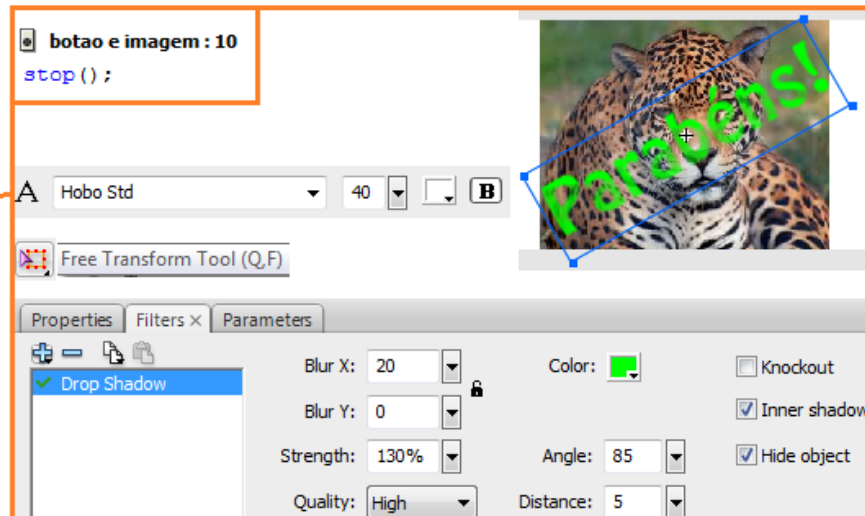 botao e imagem : 10
stop();
Parabéns!
A Hobo Std 40 B
Free Transform Tool (Q,F)
Properties Filters × Parameters
Drop Shadow
Blur X: 20 Color: Knockout
Blur Y: 0 Inner shadow
Strength: 130% Angle: 85 Hide object
Quality: High Distance: 5